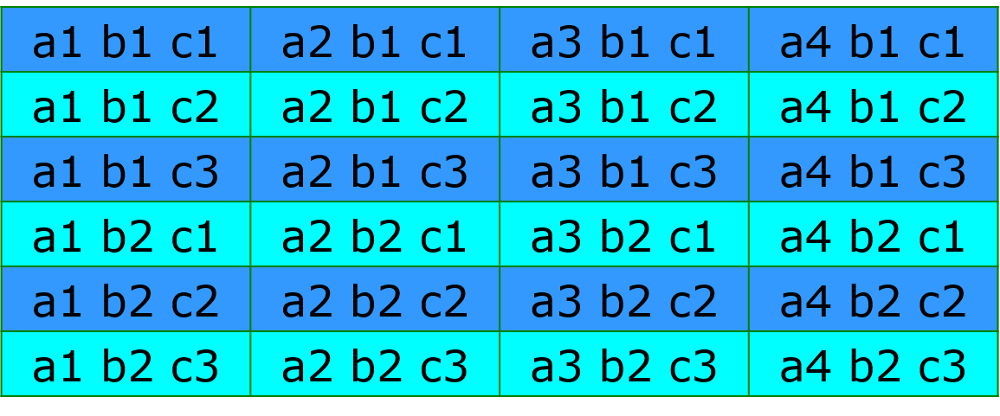 a1 b1 c1 a2 b1 c1 a3 b1 c1 a4 b1 c1
a1 b1 c2 a2 b1 c2 a3 b1 c2 a4 b1 c2
a1 b1 c3 a2 b1 c3 a3 b1 c3 a4 b1 c3
a1 b2 c1 a2 b2 c1 a3 b2 c1 a4 b2 c1
a1 b2 c2 a2 b2 c2 a3 b2 c2 a4 b2 c2
a1 b2 c3 a2 b2 c3 a3 b2 c3 a4 b2 c3